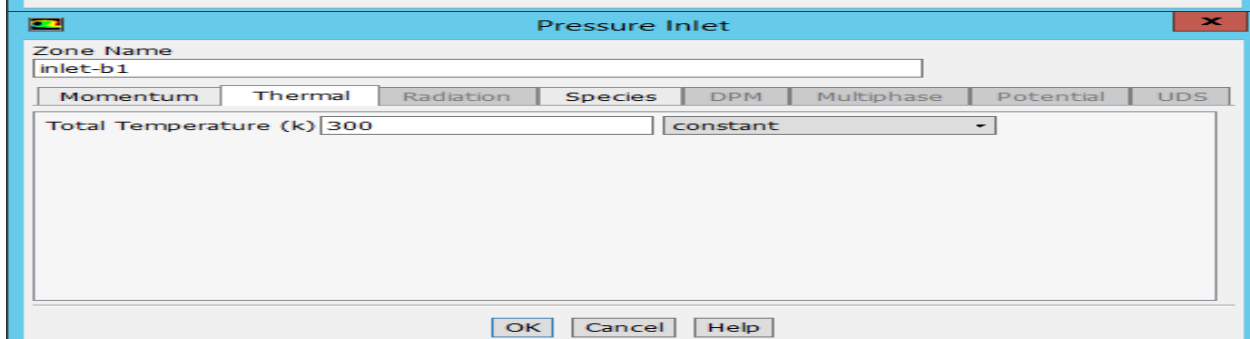 Pressure Inlet
Zone Name
inlet-b1
Momentum Thermal Radiation Species DPM Multiphase Potential UDS
Total Temperature (k) 300 constant
OK Cancel Help